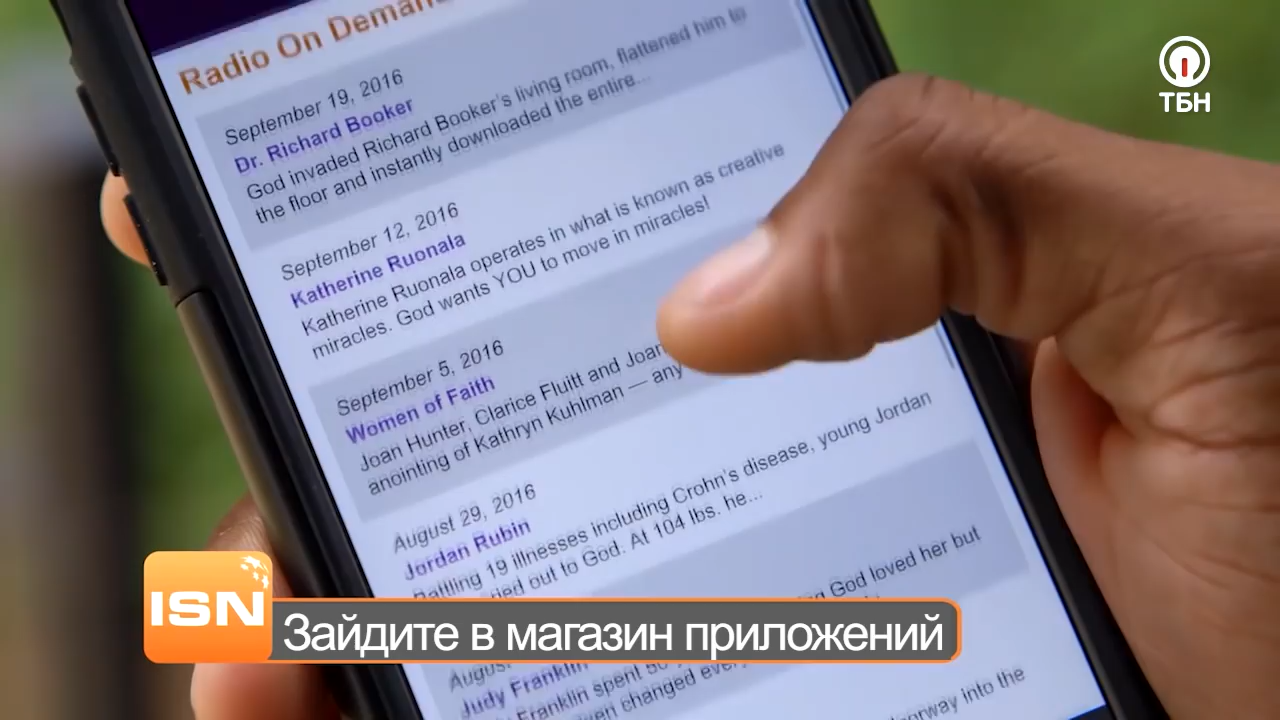 Radio On Demand
September 19, 2016
Dr. Richard Booker
God invaded Richard Booker's living room, flattened him to
the floor and instantly downloaded the entire...
September 12, 2016
Katherine Ruonala
Katherine Ruonala operates in what is known as creative
miracles. God wants YOU to move in miracles!
September 5, 2016
Women of Faith
Joan Hunter, Clarice Fluitt and Joan
anointing of Kathryn Kuhlman — any
August 29, 2016
Jordan Rubin
Battling 19 illnesses including Crohn's disease, young Jordan
out to God. At 104 lbs. he...
God loved her but
August
Judy Franklin
Franklin spent
changed
into the
ТБН
ISN
Зайдите в магазин приложений